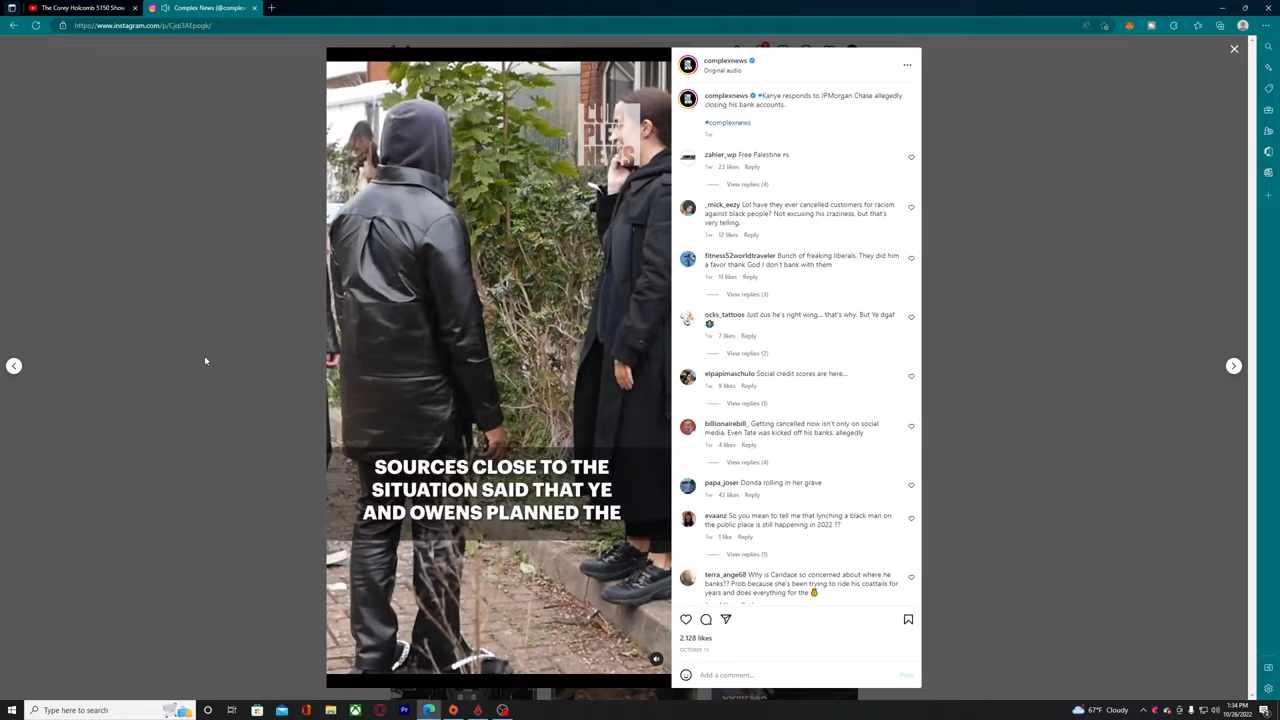 The Corey Holcomb 5150 Show
Complex News (@complex
https://www.instagram.com/p/Cjqi3AEpogk/
COMPLEX NEWS
SOURCES CLOSE TO THE
SITUATION SAID THAT YE
AND OWENS PLANNED THE
complexnews
Original audio
complexnews #Kanye responds to JPMorgan Chase allegedly
closing his bank accounts.
#complexnews
1w
zahier_wp Free Palestine 🇵🇸
1w 23 likes Reply
View replies (4)
_mick_eezy Lol have they ever cancelled customers for racism
against black people? Not excusing his craziness, but that's
very telling.
1w 12 likes Reply
fitness52worldtraveler Bunch of freaking liberals. They did him
a favor thank God I don't bank with them
1w 11 likes Reply
View replies (3)
ocks_tattoos Just cus he's right wing.... that's why. But Ye dgaf
1w 7 likes Reply
View replies (2)
elpapimaschulo Social credit scores are here...
1w 9 likes Reply
View replies (1)
billionairebill_ Getting cancelled now isn't only on social
media. Even Tate was kicked off his banks, allegedly
1w 4 likes Reply
View replies (4)
papa_joser Donda rolling in her grave
1w 43 likes Reply
evaanz So you mean to tell me that lynching a black man on
the public place is still happening in 2022 ??
1w 1 like Reply
View replies (1)
terra_ange68 Why is Candace so concerned about where he
banks?? Prob because she's been trying to ride his coattails for
years and does everything for the 💰
2,128 likes
OCTOBER 13
Add a comment...
Post
Type here to search
67°F Cloudy
1:34 PM
10/26/2022